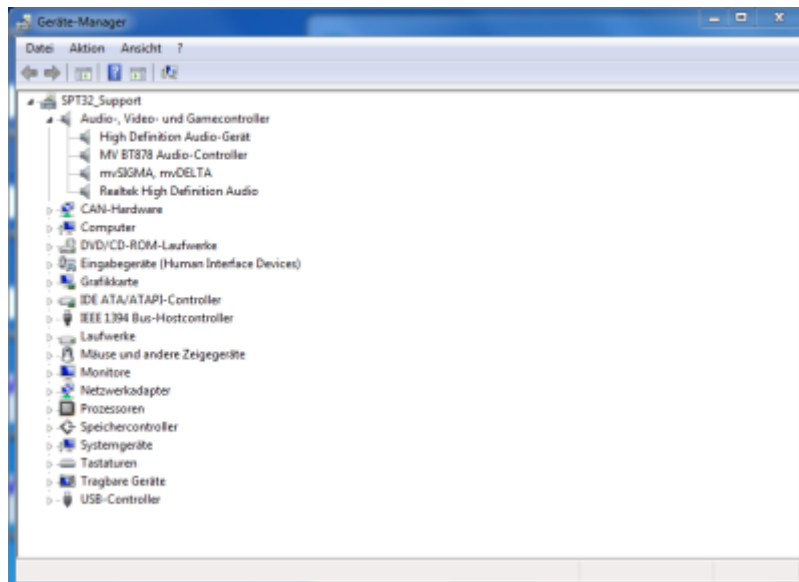 Geräte-Manager
Datei Aktion Ansicht ?
SPT32_Support
Audio-, Video- und Gamecontroller
High Definition Audio-Gerät
MV BT878 Audio-Controller
mvSIGMA, mvDELTA
Realtek High Definition Audio
CAN-Hardware
Computer
DVD/CD-ROM-Laufwerke
Eingabegeräte (Human Interface Devices)
Grafikkarte
IDE ATA/ATAPI-Controller
IEEE 1394 Bus-Hostcontroller
Laufwerke
Mäuse und andere Zeigegeräte
Monitore
Netzwerkadapter
Prozessoren
Speichercontroller
Systemgeräte
Tastaturen
Tragbare Geräte
USB-Controller